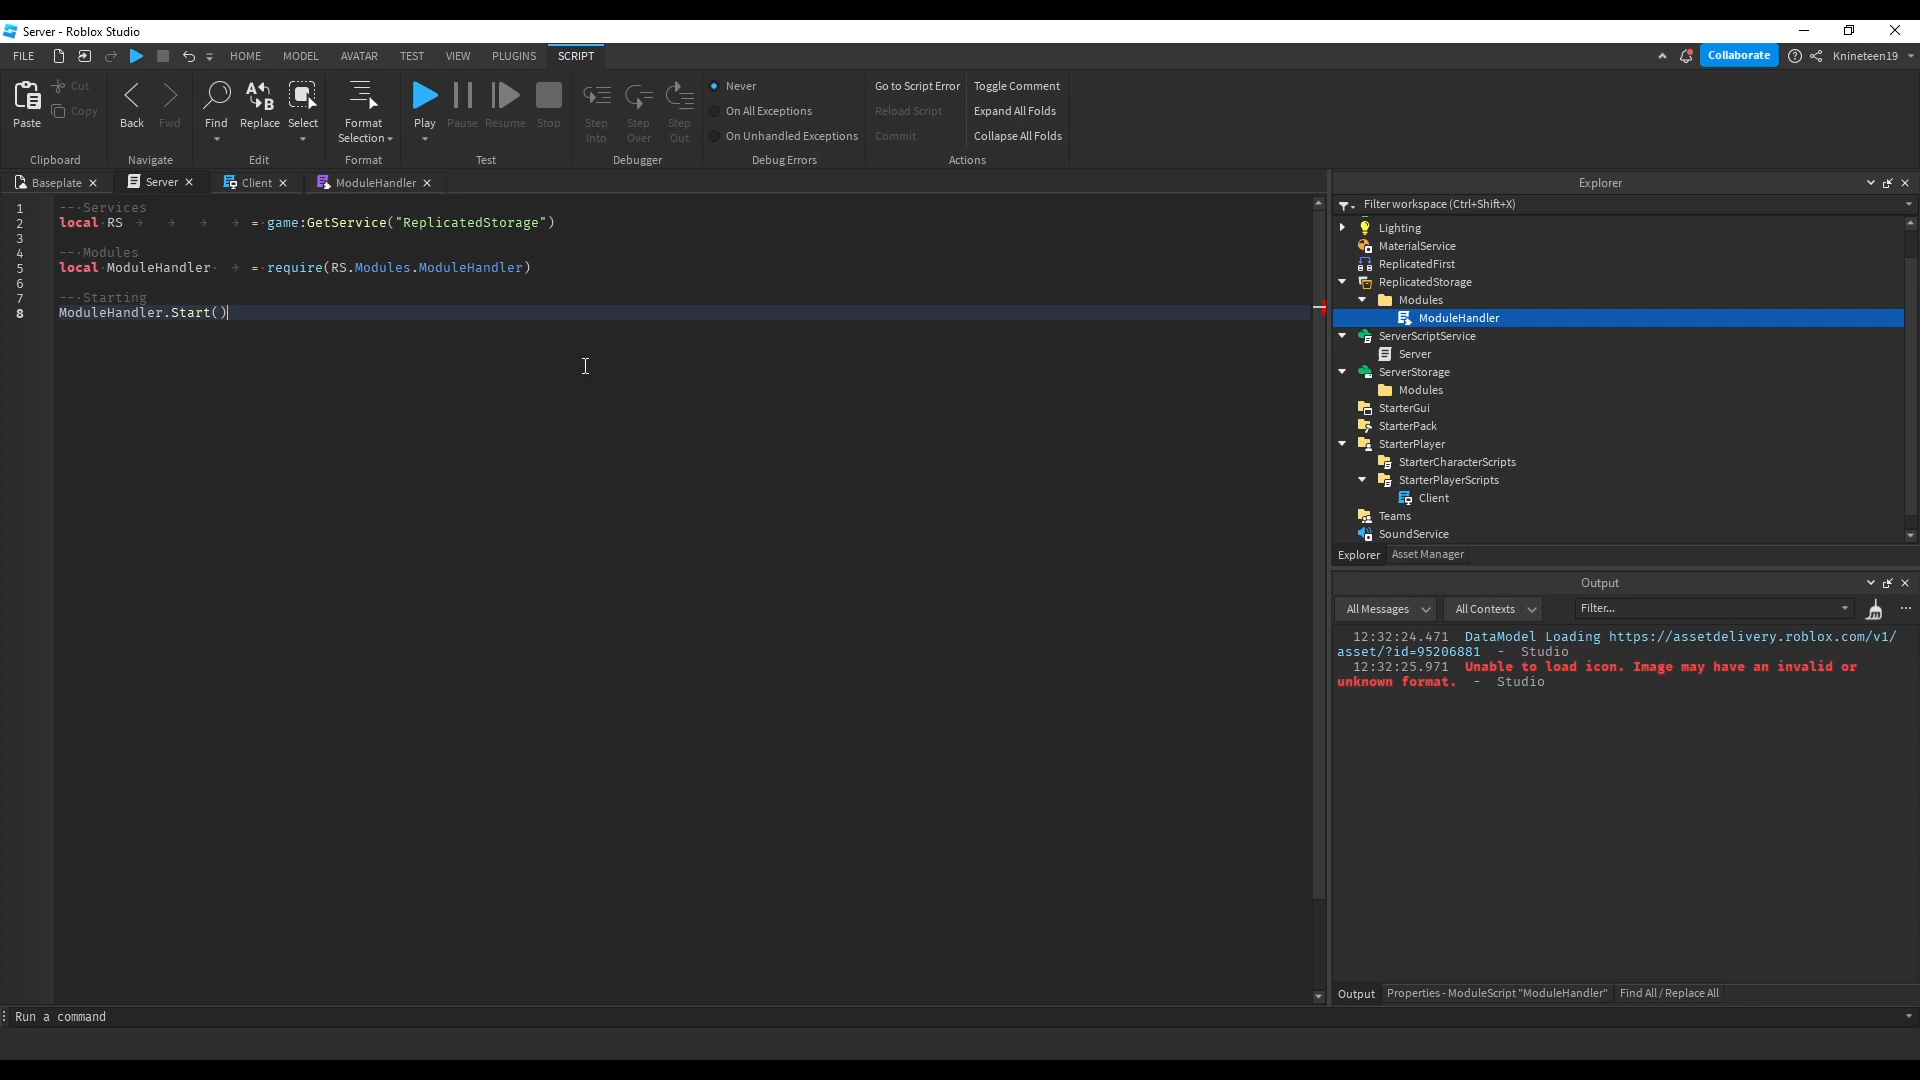 Server - Roblox Studio
FILE HOME MODEL AVATAR TEST VIEW PLUGINS SCRIPT Collaborate Knineteen19
Paste Cut Copy Back Fwd Find Replace Select Format Selection Play Pause Resume Stop Step Into Step Over Step Out
Never Go to Script Error Toggle Comment
On All Exceptions Reload Script Expand All Folds
On Unhandled Exceptions Commit Collapse All Folds
Clipboard Navigate Edit Format Test Debugger Debug Errors Actions
Baseplate Server Client ModuleHandler
1 -- Services
2 local RS = game:GetService("ReplicatedStorage")
3
4 -- Modules
5 local ModuleHandler = require(RS.Modules.ModuleHandler)
6
7 -- Starting
8 ModuleHandler.Start()
Explorer
Filter workspace (Ctrl+Shift+X)
Lighting
MaterialService
ReplicatedFirst
ReplicatedStorage
Modules
ModuleHandler
ServerScriptService
Server
ServerStorage
Modules
StarterGui
StarterPack
StarterPlayer
StarterCharacterScripts
StarterPlayerScripts
Client
Teams
SoundService
Explorer Asset Manager
Output
All Messages All Contexts Filter...
12:32:24.471 DataModel Loading https://assetdelivery.roblox.com/v1/
asset/?id=95206881 - Studio
12:32:25.971 Unable to load icon. Image may have an invalid or
unknown format. - Studio
Output Properties - ModuleScript "ModuleHandler" Find All / Replace All
Run a command